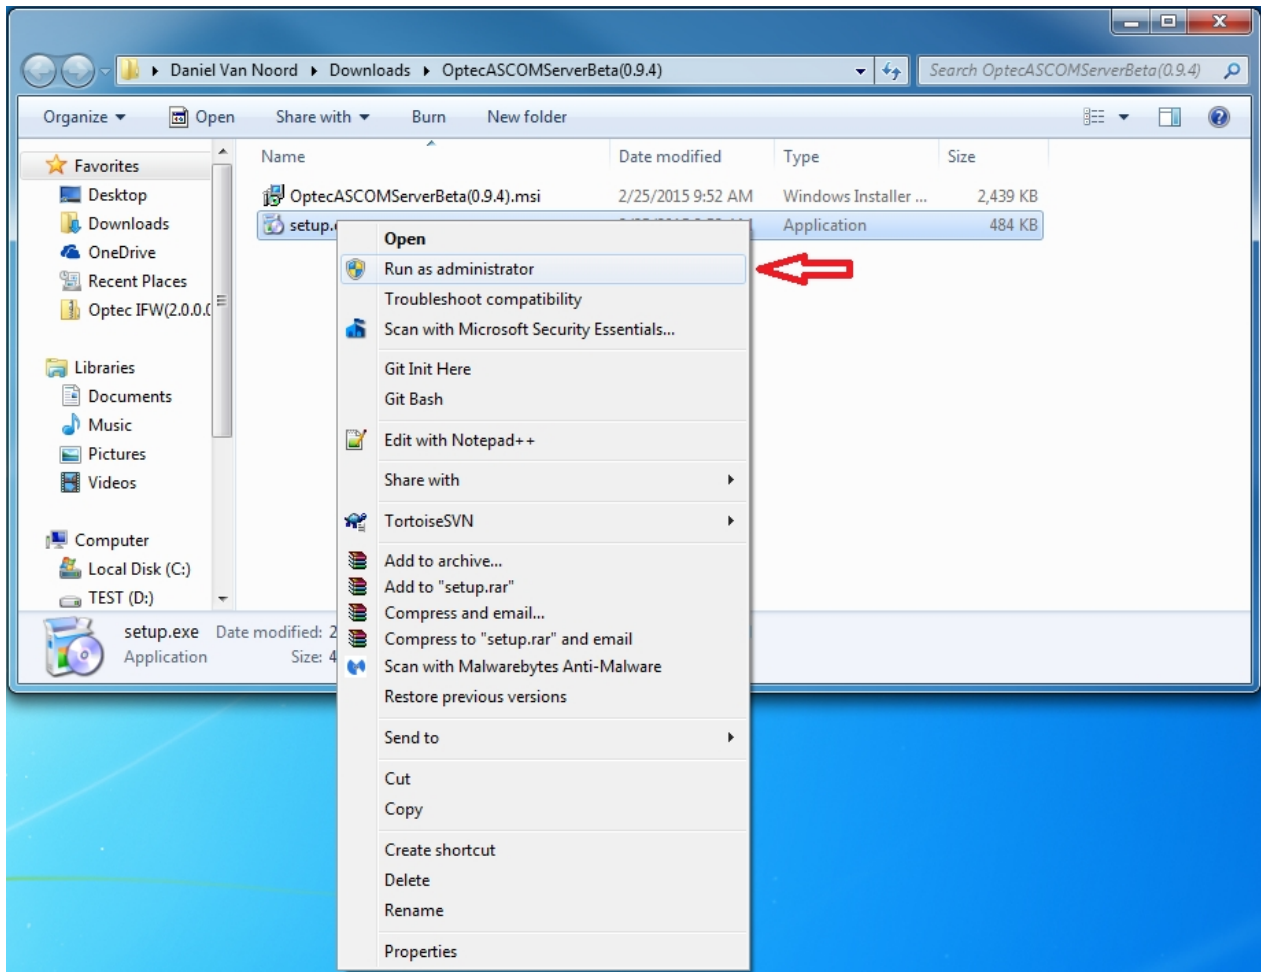 Daniel Van Noord Downloads OptecASCOMServerBeta(0.9.4)
Search OptecASCOMServerBeta(0.9.4)
Organize Open Share with Burn New folder
Favorites
Desktop
Downloads
OneDrive
Recent Places
Optec IFW(2.0.0.0
Libraries
Documents
Music
Pictures
Videos
Computer
Local Disk (C:)
TEST (D:)
Name Date modified Type Size
OptecASCOMServerBeta(0.9.4).msi 2/25/2015 9:52 AM Windows Installer ... 2,439 KB
setup. Application 484 KB
Open
Run as administrator
Troubleshoot compatibility
Scan with Microsoft Security Essentials...
Git Init Here
Git Bash
Edit with Notepad++
Share with
TortoiseSVN
Add to archive...
Add to "setup.rar"
Compress and email...
Compress to "setup.rar" and email
Scan with Malwarebytes Anti-Malware
Restore previous versions
Send to
Cut
Copy
Create shortcut
Delete
Rename
Properties
setup.exe Date modified: 2
Application Size: 4